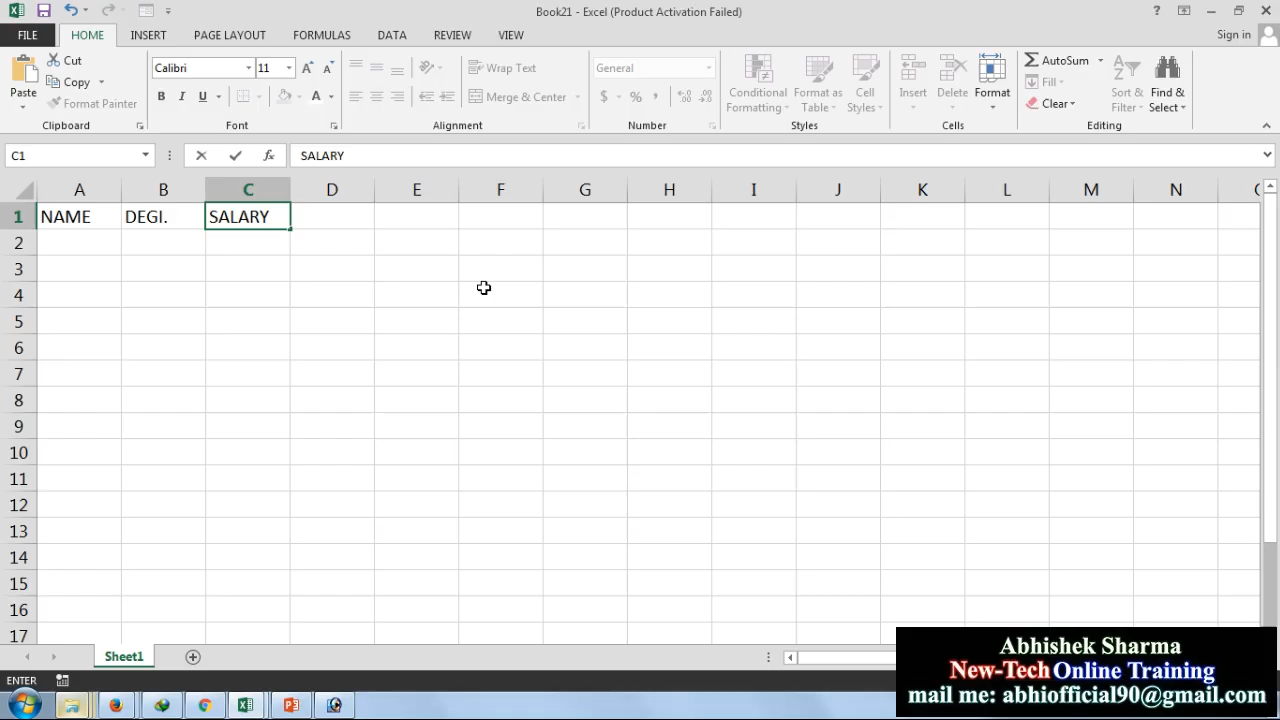 Book21 - Excel (Product Activation Failed)
FILE HOME INSERT PAGE LAYOUT FORMULAS DATA REVIEW VIEW Sign in
Paste
Cut
Copy
Format Painter
Clipboard
Calibri 11
B I U A
Font
Wrap Text
Merge & Center
Alignment
General
$ % ,
Number
Conditional Formatting
Format as Table
Cell Styles
Styles
Insert Delete Format
Cells
AutoSum
Fill
Clear
Sort & Filter
Find & Select
Editing
C1 fx SALARY
A B C D E F G H I J K L M N
1 NAME DEGI. SALARY
2
3
4
5
6
7
8
9
10
11
12
13
14
15
16
17
Sheet1
ENTER
Abhishek Sharma
New-Tech Online Training
mail me: abhiofficial90@gmail.com